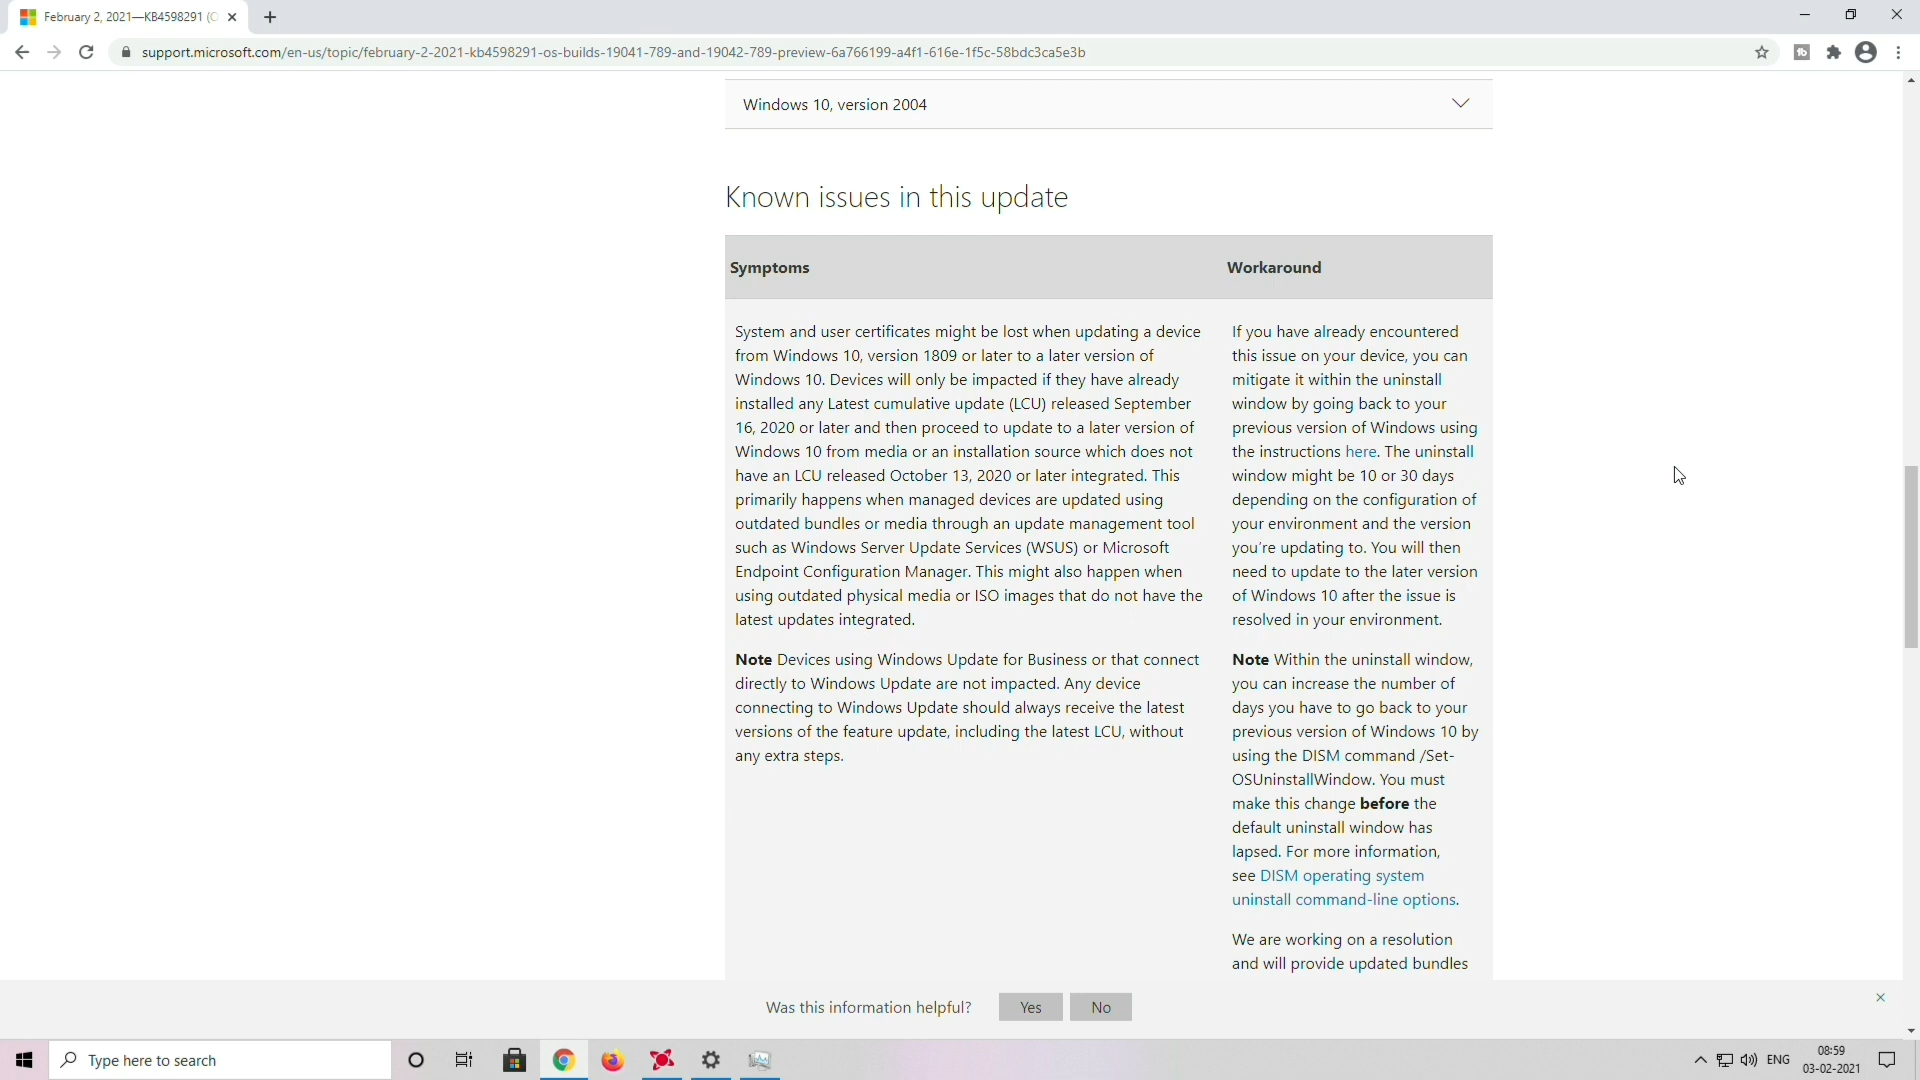 February 2, 2021—KB4598291 (O
support.microsoft.com/en-us/topic/february-2-2021-kb4598291-os-builds-19041-789-and-19042-789-preview-6a766199-a4f1-616e-1f5c-58bdc3ca5e3b
Windows 10, version 2004
Known issues in this update
Symptoms
Workaround
System and user certificates might be lost when updating a device
from Windows 10, version 1809 or later to a later version of
Windows 10. Devices will only be impacted if they have already
installed any Latest cumulative update (LCU) released September
16, 2020 or later and then proceed to update to a later version of
Windows 10 from media or an installation source which does not
have an LCU released October 13, 2020 or later integrated. This
primarily happens when managed devices are updated using
outdated bundles or media through an update management tool
such as Windows Server Update Services (WSUS) or Microsoft
Endpoint Configuration Manager. This might also happen when
using outdated physical media or ISO images that do not have the
latest updates integrated.
Note Devices using Windows Update for Business or that connect
directly to Windows Update are not impacted. Any device
connecting to Windows Update should always receive the latest
versions of the feature update, including the latest LCU, without
any extra steps.
If you have already encountered
this issue on your device, you can
mitigate it within the uninstall
window by going back to your
previous version of Windows using
the instructions here. The uninstall
window might be 10 or 30 days
depending on the configuration of
your environment and the version
you're updating to. You will then
need to update to the later version
of Windows 10 after the issue is
resolved in your environment.
Note Within the uninstall window,
you can increase the number of
days you have to go back to your
previous version of Windows 10 by
using the DISM command /Set-
OSUninstallWindow. You must
make this change before the
default uninstall window has
lapsed. For more information,
see DISM operating system
uninstall command-line options.
We are working on a resolution
and will provide updated bundles
Was this information helpful?
Yes
No
Type here to search
ENG
08:59
03-02-2021